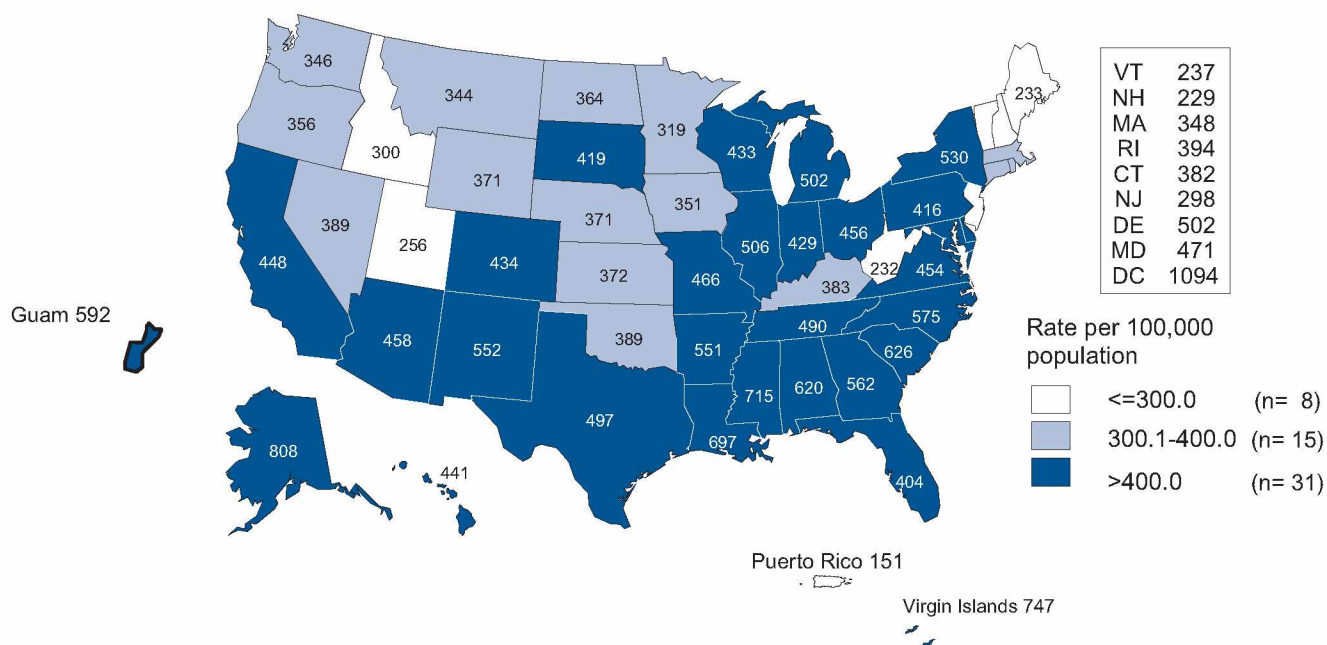 346
344
364
319
356
300
371
419
433
502
530
233
389
256
434
371
351
506
429
456
416
448
372
466
383
232
454
458
552
389
551
490
575
626
497
715
620
562
697
404
808
441
VT 237
NH 229
MA 348
RI 394
CT 382
NJ 298
DE 502
MD 471
DC 1094
Guam 592
Rate per 100,000
population
<=300.0 (n= 8)
300.1-400.0 (n= 15)
>400.0 (n= 31)
Puerto Rico 151
Virgin Islands 747